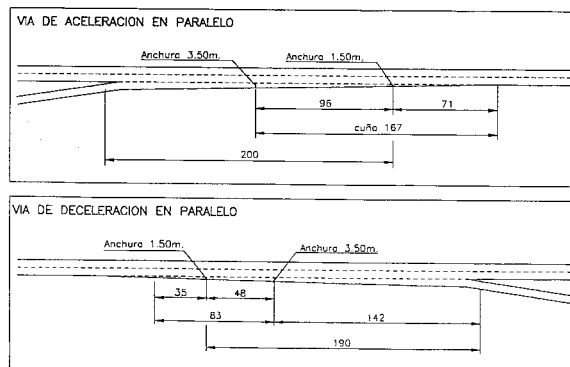 VIA DE ACELERACION EN PARALELO
Anchura 3.50m.
Anchura 1.50m.
96
71
cuña 167
200
VIA DE DECELERACION EN PARALELO
Anchura 1.50m.
Anchura 3.50m.
35
48
83
142
190